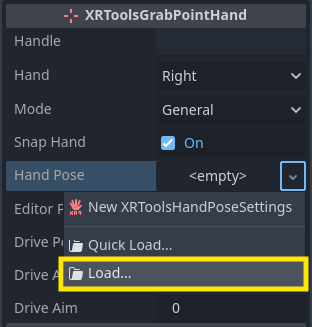 XRToolsGrabPointHand
Handle
Hand Right
Mode General
Snap Hand On
Hand Pose <empty>
Editor P
New XRToolsHandPoseSettings
Drive Po
Quick Load...
Drive A
Load...
Drive Aim 0